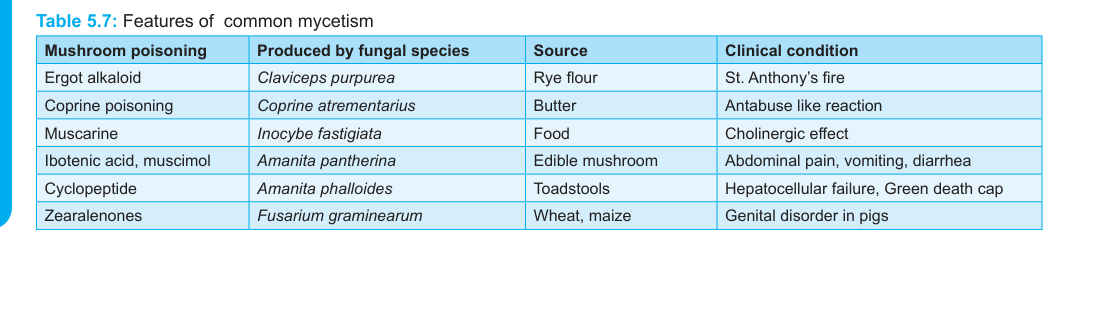 Table 5.7: Features of common mycetism
Mushroom poisoning Produced by fungal species Source Clinical condition
Ergot alkaloid Claviceps purpurea Rye flour St. Anthony's fire
Coprine poisoning Coprine atrementarius Butter Antabuse like reaction
Muscarine Inocybe fastigiata Food Cholinergic effect
Ibotenic acid, muscimol Amanita pantherina Edible mushroom Abdominal pain, vomiting, diarrhea
Cyclopeptide Amanita phalloides Toadstools Hepatocellular failure, Green death cap
Zearalenones Fusarium graminearum Wheat, maize Genital disorder in pigs